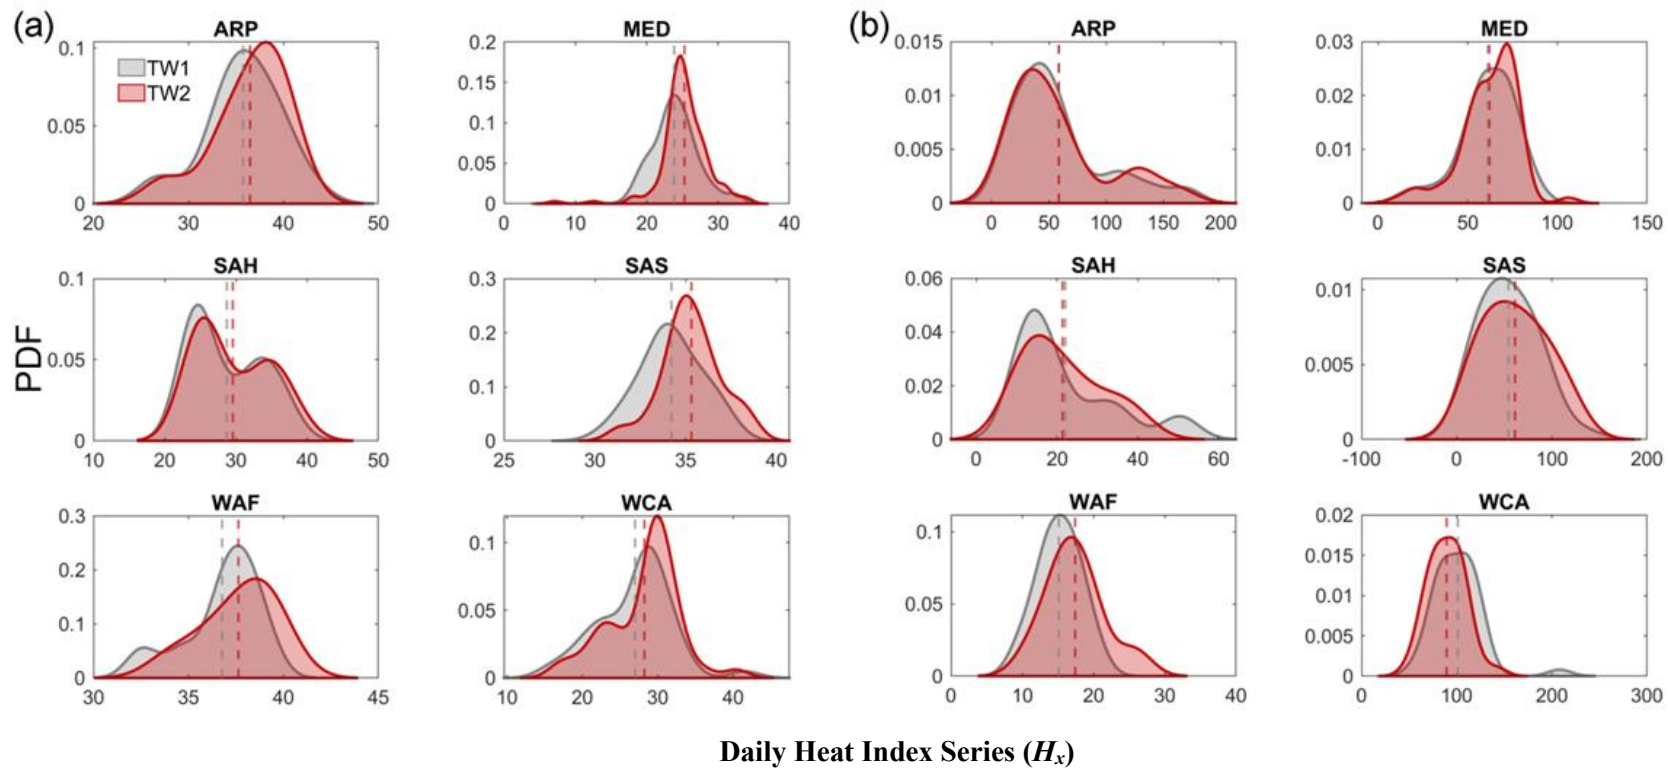 (a)
ARP
MED
(b)
ARP
MED
TW1
TW2
0.1
0.05
0
20 30 40 50
0.2
0.15
0.1
0.05
0
0 10 20 30 40
0.015
0.01
0.005
0
0 50 100 150 200
0.03
0.02
0.01
0
0 50 100 150
PDF
SAH
SAS
SAH
SAS
0.1
0.05
0
10 20 30 40 50
0.3
0.2
0.1
0
25 30 35 40
0.06
0.04
0.02
0
0 20 40 60
0.01
0.005
0
-100 0 100 200
WAF
WCA
WAF
WCA
0.3
0.2
0.1
0
30 35 40 45
0.1
0.05
0
10 20 30 40
0.1
0.05
0
0 10 20 30 40
0.02
0.015
0.01
0.005
0
0 100 200 300
Daily Heat Index Series (Hx)